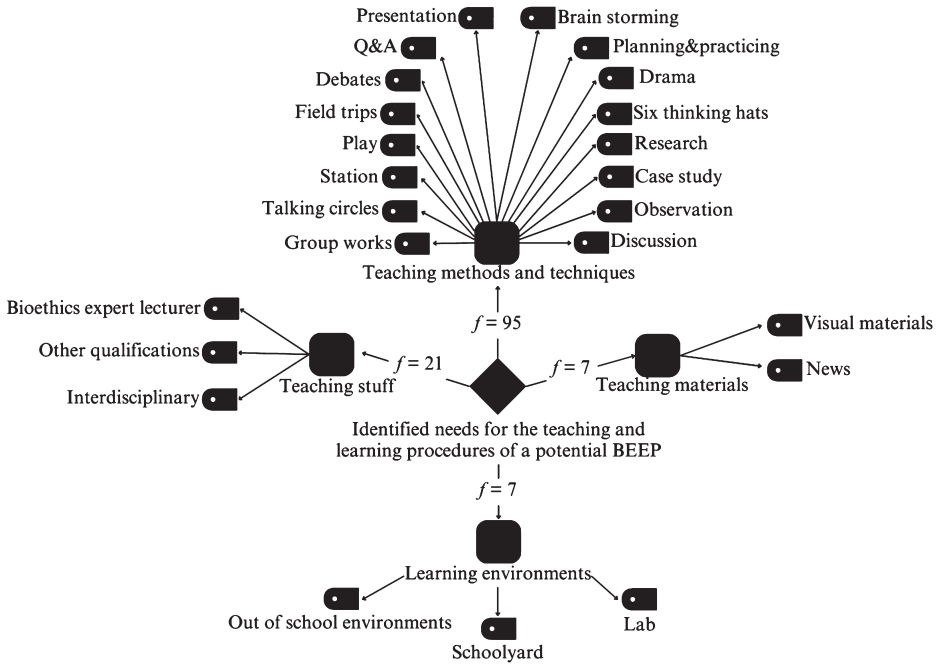 Presentation
Brain storming
Q&A
Planning&practicing
Debates
Drama
Field trips
Six thinking hats
Play
Research
Station
Case study
Talking circles
Observation
Group works
Discussion
Teaching methods and techniques
f = 95
Bioethics expert lecturer
Other qualifications
Interdisciplinary
Teaching stuff
f = 21
f = 7
Teaching materials
Visual materials
News
Identified needs for the teaching and
learning procedures of a potential BEEP
f = 7
Learning environments
Out of school environments
Schoolyard
Lab